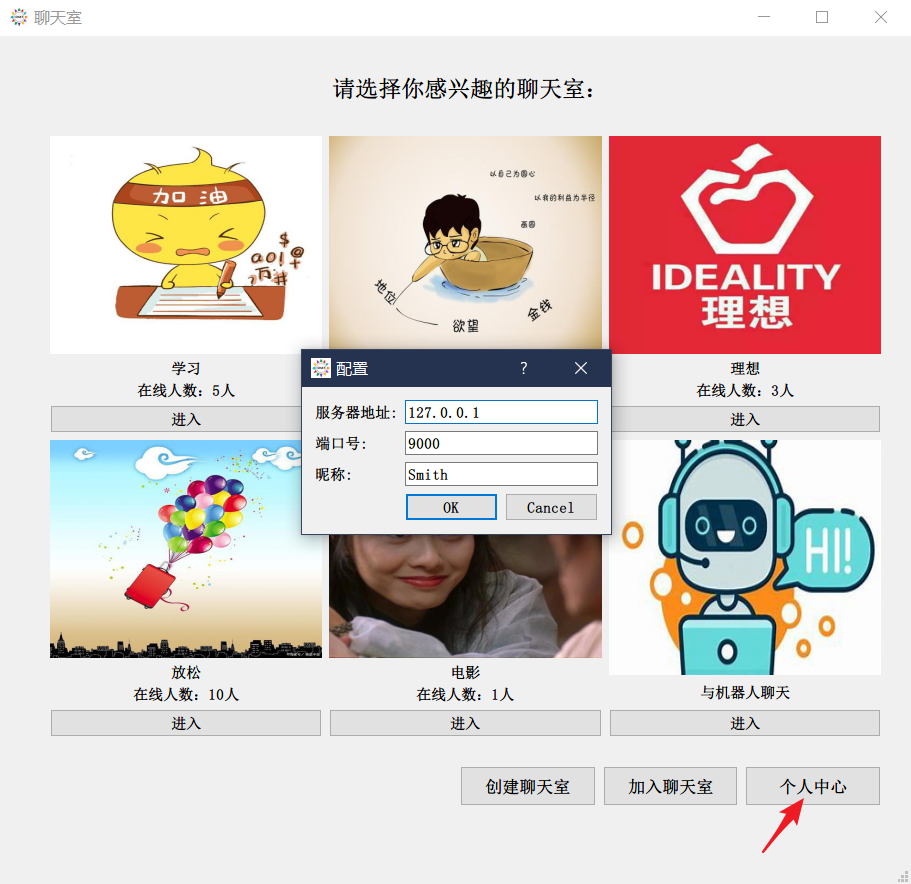 聊天室
请选择你感兴趣的聊天室：
加 油
以自己为圆心
以我的利益为半径
画圆
地位
欲望
金钱
IDEALITY
理想
学习
在线人数：5人
进入
理想
在线人数：3人
进入
配置
?
服务器地址：
127.0.0.1
端口号：
9000
昵称：
Smith
OK
Cancel
HI!
放松
在线人数：10人
进入
电影
在线人数：1人
进入
与机器人聊天
进入
创建聊天室
加入聊天室
个人中心